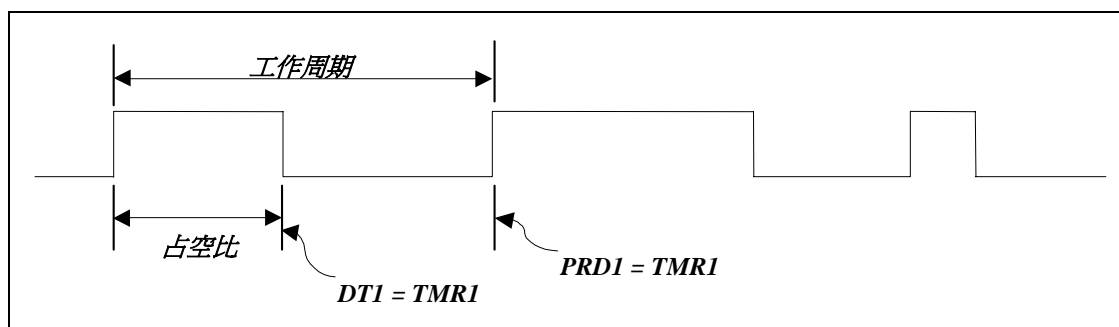 工作周期
占空比
PRD1 = TMR1
DT1 = TMR1